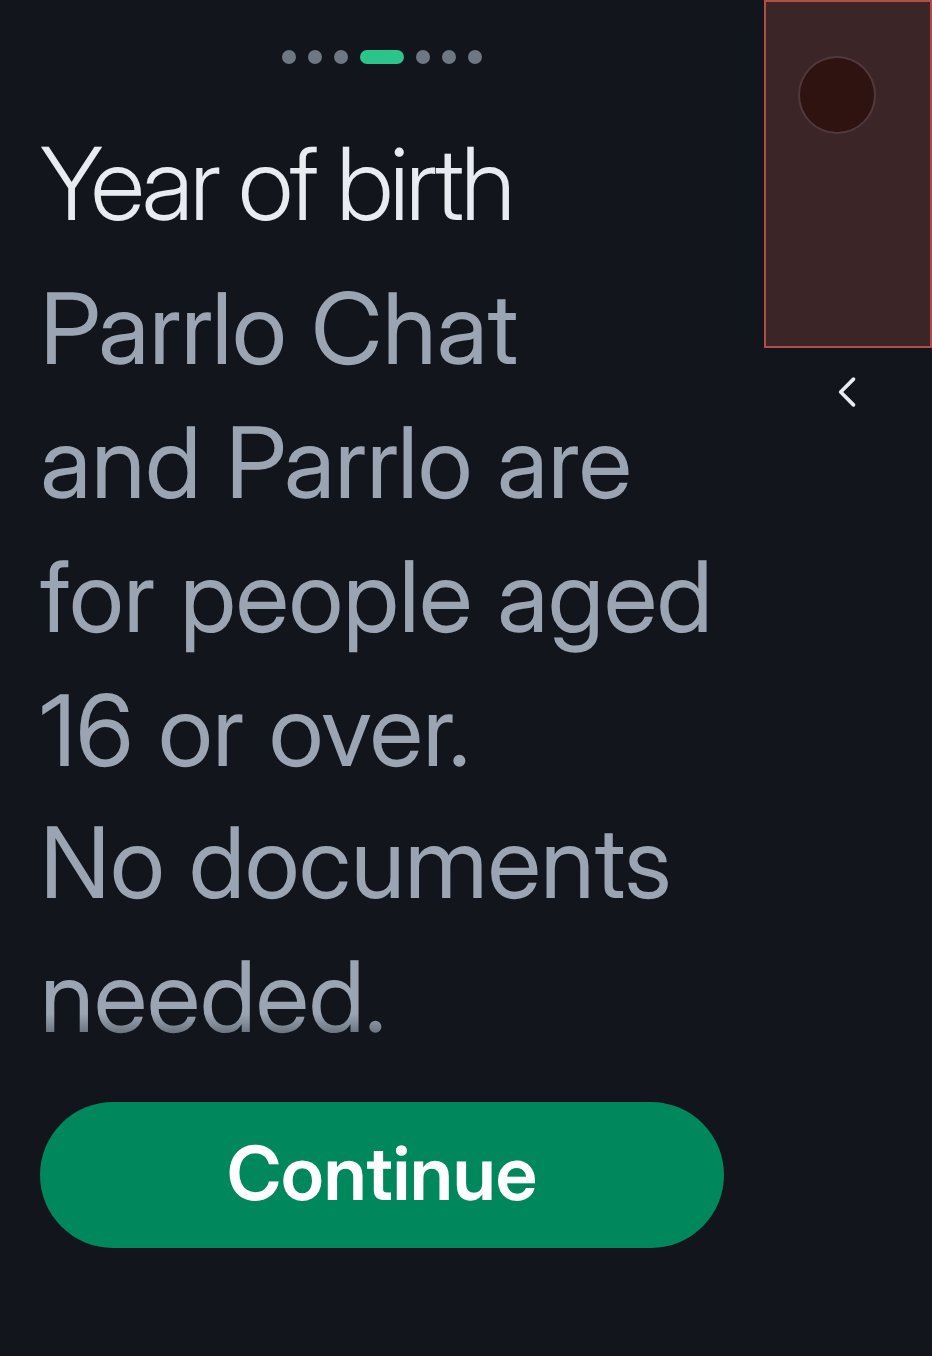 Year of birth
Parrlo Chat
and Parrlo are
for people aged
16 or over.
No documents
needed.
Continue